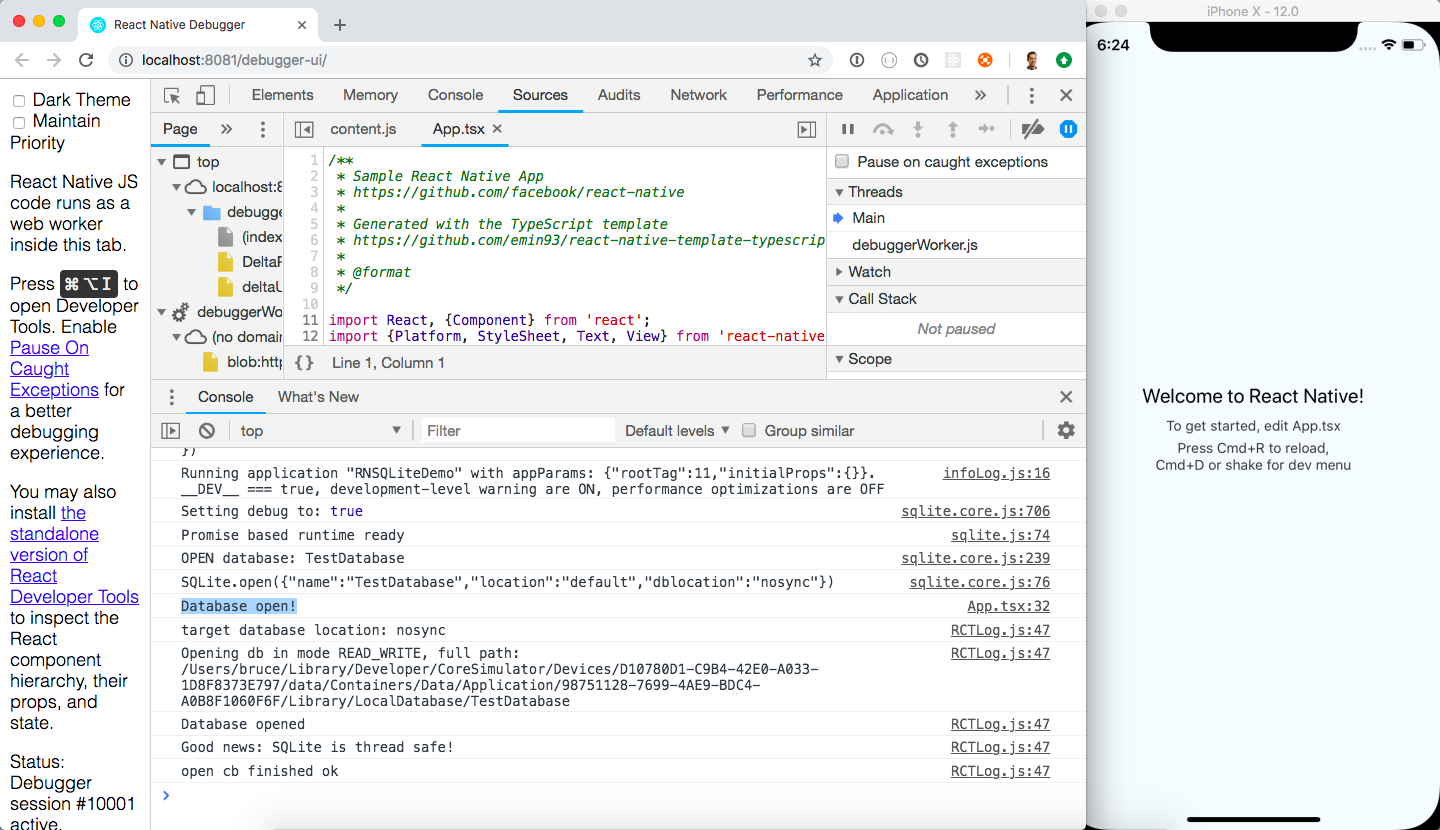 React Native Debugger
localhost:8081/debugger-ui/
Dark Theme
Maintain
Priority
React Native JS
code runs as a
web worker
inside this tab.
Press ⌘⌥I to
open Developer
Tools. Enable
Pause On
Caught
Exceptions for
a better
debugging
experience.
You may also
install the
standalone
version of
React
Developer Tools
to inspect the
React
component
hierarchy, their
props, and
state.
Status:
Debugger
session #10001
active.
Elements Memory Console Sources Audits Network Performance Application »
Page »
top
localhost:8
debugge
(index
DeltaP
deltaU
debuggerWo
(no domain
blob:http
content.js App.tsx
1 /**
2 * Sample React Native App
3 * https://github.com/facebook/react-native
4 *
5 * Generated with the TypeScript template
6 * https://github.com/emin93/react-native-template-typescrip
7 *
8 * @format
9 */
10
11 import React, {Component} from 'react';
12 import {Platform, StyleSheet, Text, View} from 'react-native
{} Line 1, Column 1
Pause on caught exceptions
Threads
Main
debuggerWorker.js
Watch
Call Stack
Not paused
Scope
Console What's New
top Filter Default levels ▼ Group similar
})
Running application "RNSQLiteDemo" with appParams: {"rootTag":11,"initialProps":{}}. infoLog.js:16
__DEV__ === true, development-level warning are ON, performance optimizations are OFF
Setting debug to: true sqlite.core.js:706
Promise based runtime ready sqlite.js:74
OPEN database: TestDatabase sqlite.core.js:239
SQLite.open({"name":"TestDatabase","location":"default","dblocation":"nosync"}) sqlite.core.js:76
Database open! App.tsx:32
target database location: nosync RCTLog.js:47
Opening db in mode READ_WRITE, full path: RCTLog.js:47
/Users/bruce/Library/Developer/CoreSimulator/Devices/D10780D1-C9B4-42E0-A033-
1D8F8373E797/data/Containers/Data/Application/98751128-7699-4AE9-BDC4-
A0B8F1060F6F/Library/LocalDatabase/TestDatabase
Database opened RCTLog.js:47
Good news: SQLite is thread safe! RCTLog.js:47
open cb finished ok RCTLog.js:47
iPhone X - 12.0
6:24
Welcome to React Native!
To get started, edit App.tsx
Press Cmd+R to reload,
Cmd+D or shake for dev menu